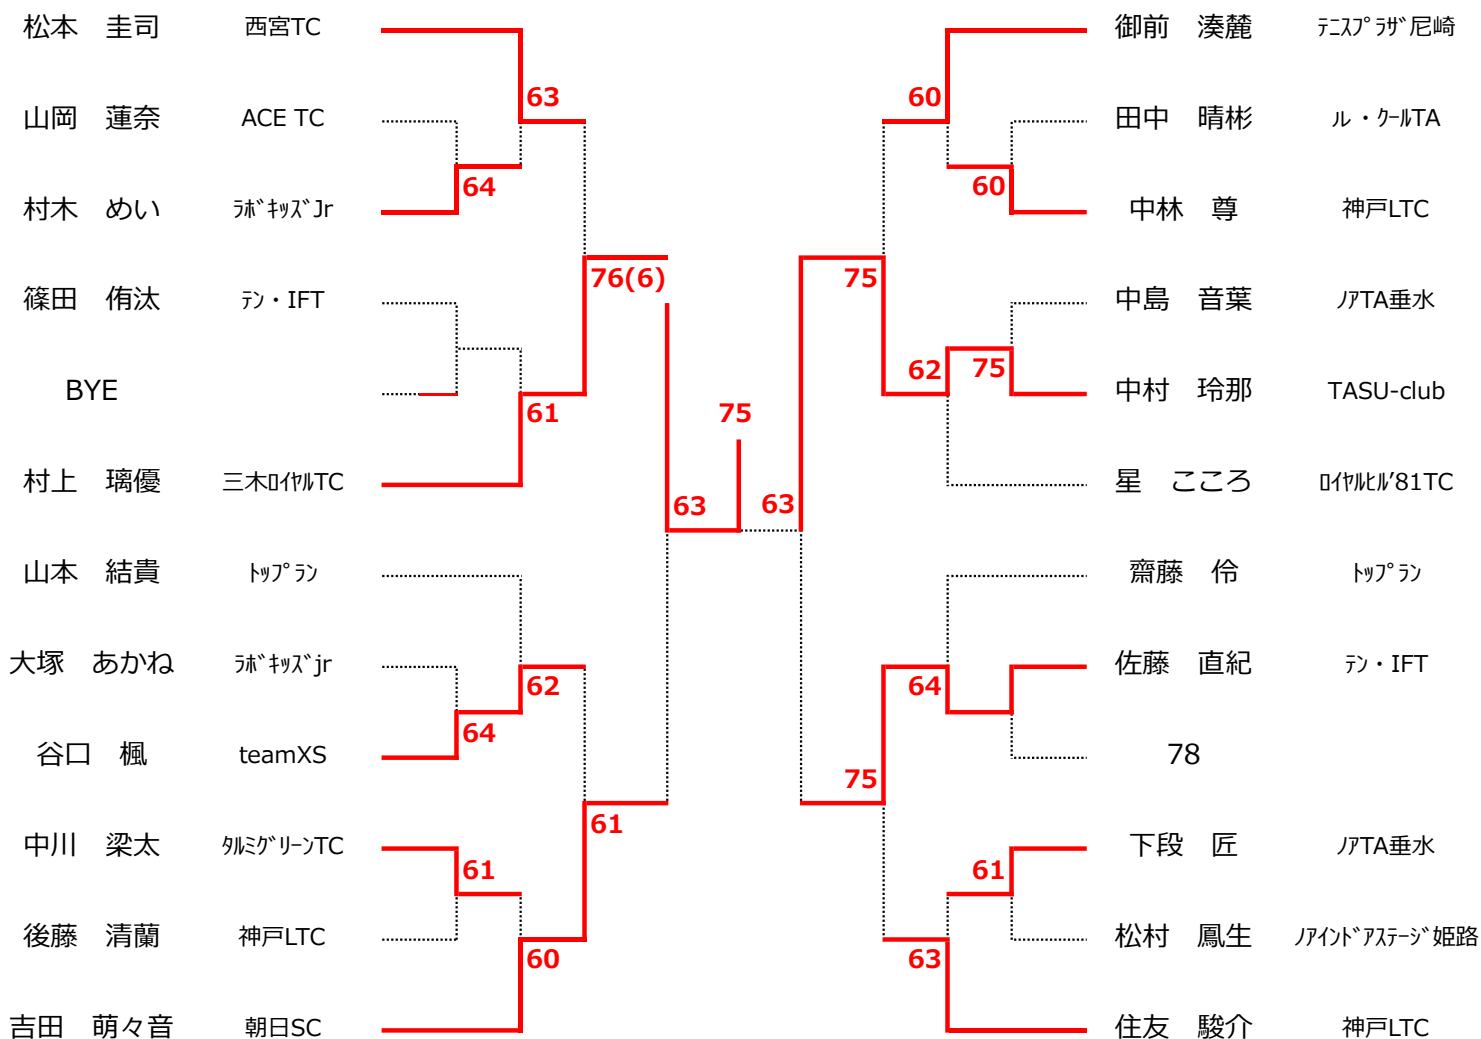 松本　圭司 西宮TC
63
山岡　蓮奈 ACE TC
64
村木　めい ﾗﾎﾞｷｯｽﾞJr
76(6)
篠田　侑汰 ﾃﾝ・IFT
BYE
61
村上　璃優 三木ﾛｲﾔﾙTC
63
75
山本　結貴 ﾄｯﾌﾟﾗﾝ
大塚　あかね ﾗﾎﾞｷｯｽﾞjr
62
64
谷口　楓 teamXS
61
中川　梁太 ﾀﾙﾐｸﾞﾘｰﾝTC
61
後藤　清蘭 神戸LTC
60
吉田　萌々音 朝日SC
御前　湊麓 ﾃﾆｽﾌﾟﾗｻﾞ尼崎
60
田中　晴彬 ル・ｸｰﾙTA
60
中林　尊 神戸LTC
75
中島　音葉 ﾉｱTA垂水
62
75
中村　玲那 TASU-club
星　こころ ﾛｲﾔﾙﾋﾙ'81TC
63
齋藤　伶 ﾄｯﾌﾟﾗﾝ
佐藤　直紀 ﾃﾝ・IFT
64
78
75
下段　匠 ﾉｱTA垂水
61
松村　鳳生 ﾉｱｲﾝﾄﾞｱｽﾃｰｼﾞ姫路
63
住友　駿介 神戸LTC